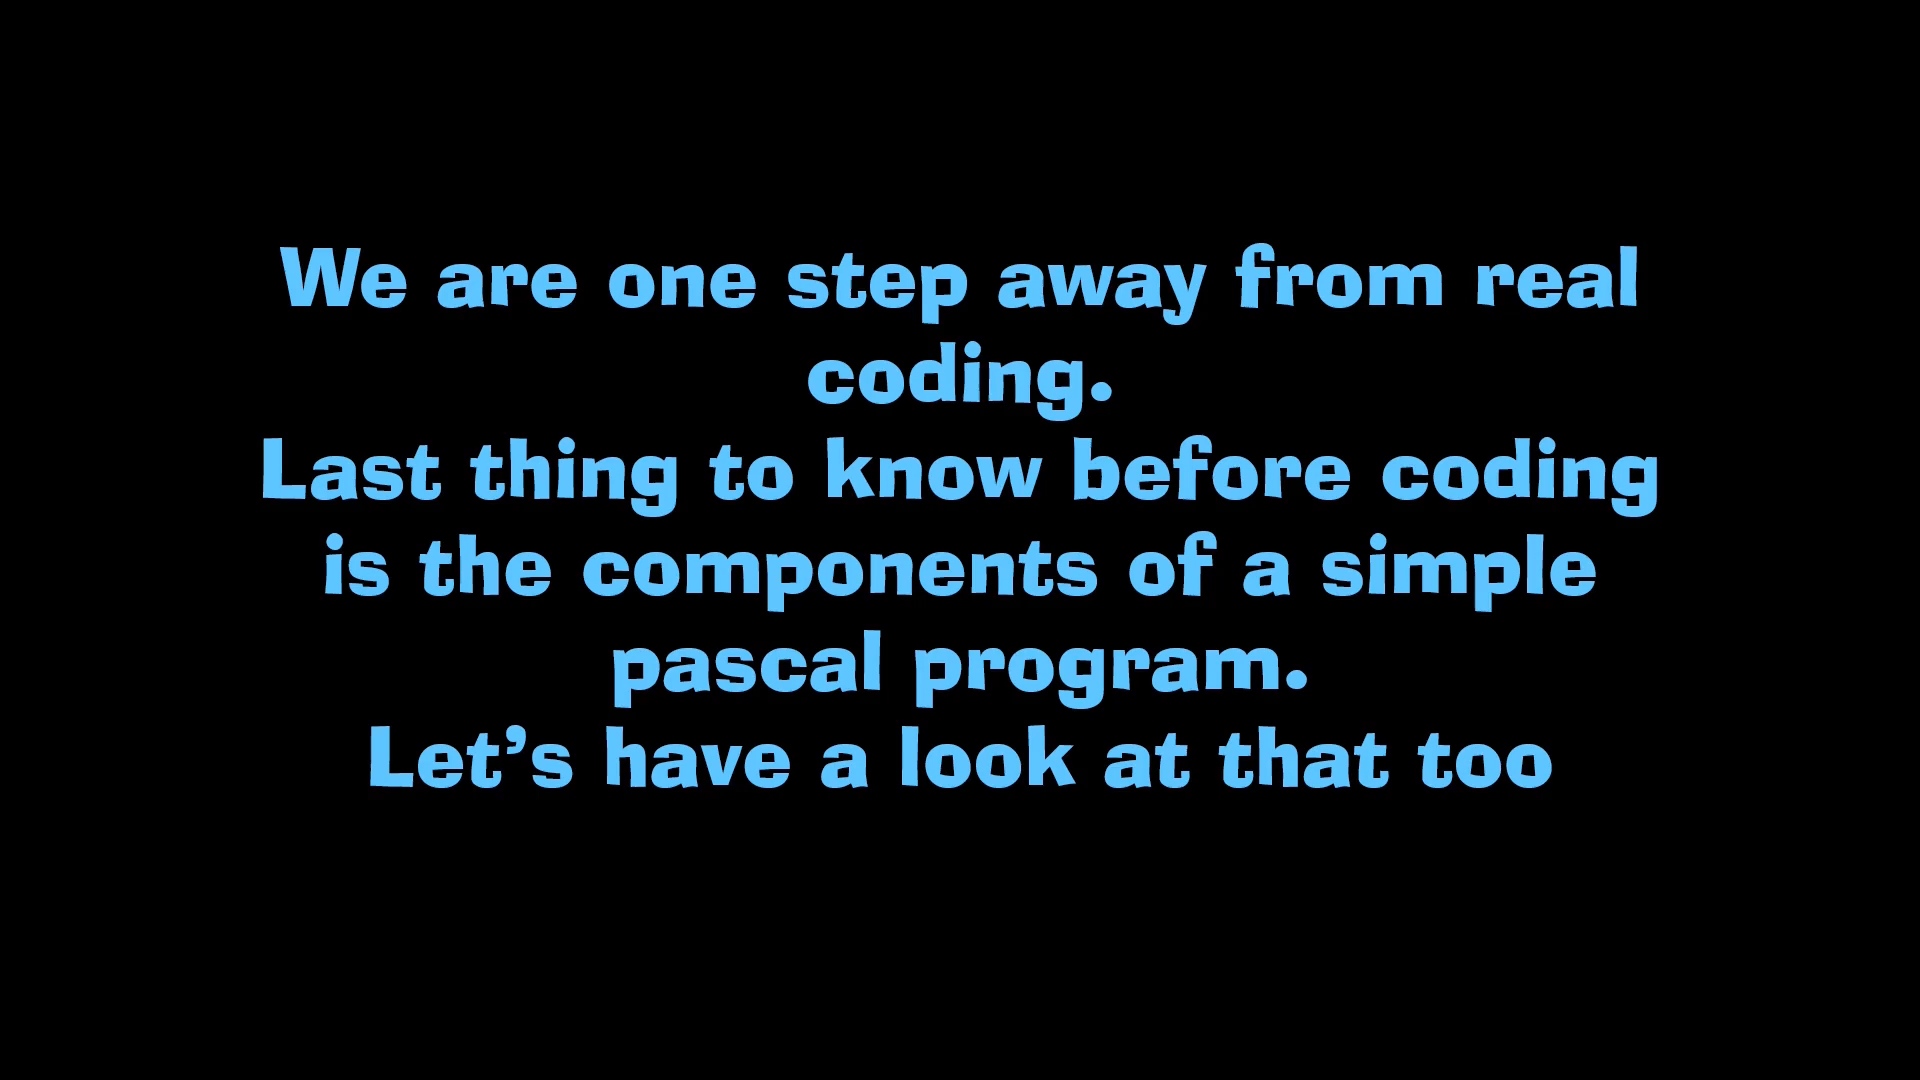 We are one step away from real
coding.
Last thing to know before coding
is the components of a simple
pascal program.
Let’s have a look at that too